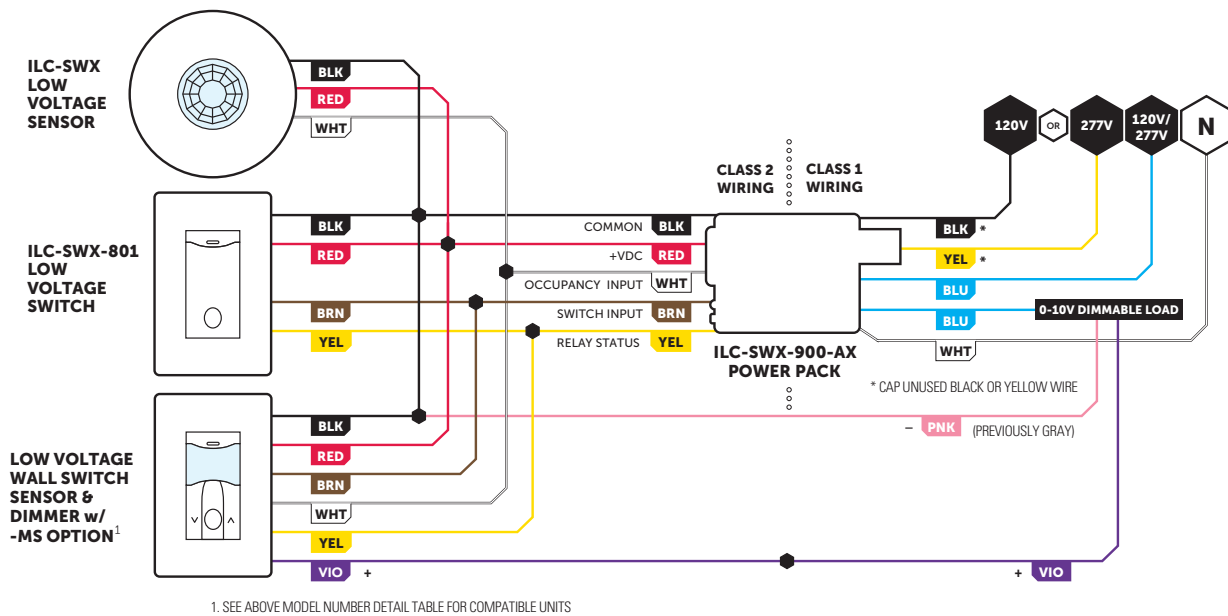 ILC-SWX
LOW
VOLTAGE
SENSOR
BLK
RED
WHT
120V
OR
277V
120V/
277V
N
CLASS 2
WIRING
CLASS 1
WIRING
ILC-SWX-801
LOW
VOLTAGE
SWITCH
BLK
RED
BRN
YEL
COMMON BLK
+VDC RED
OCCUPANCY INPUT WHT
SWITCH INPUT BRN
RELAY STATUS YEL
BLK *
YEL *
BLU
BLU
WHT
0-10V DIMMABLE LOAD
ILC-SWX-900-AX
POWER PACK
* CAP UNUSED BLACK OR YELLOW WIRE
– PNK (PREVIOUSLY GRAY)
LOW VOLTAGE
WALL SWITCH
SENSOR &
DIMMER w/
-MS OPTION1
BLK
RED
BRN
WHT
YEL
VIO +
+ VIO
1. SEE ABOVE MODEL NUMBER DETAIL TABLE FOR COMPATIBLE UNITS